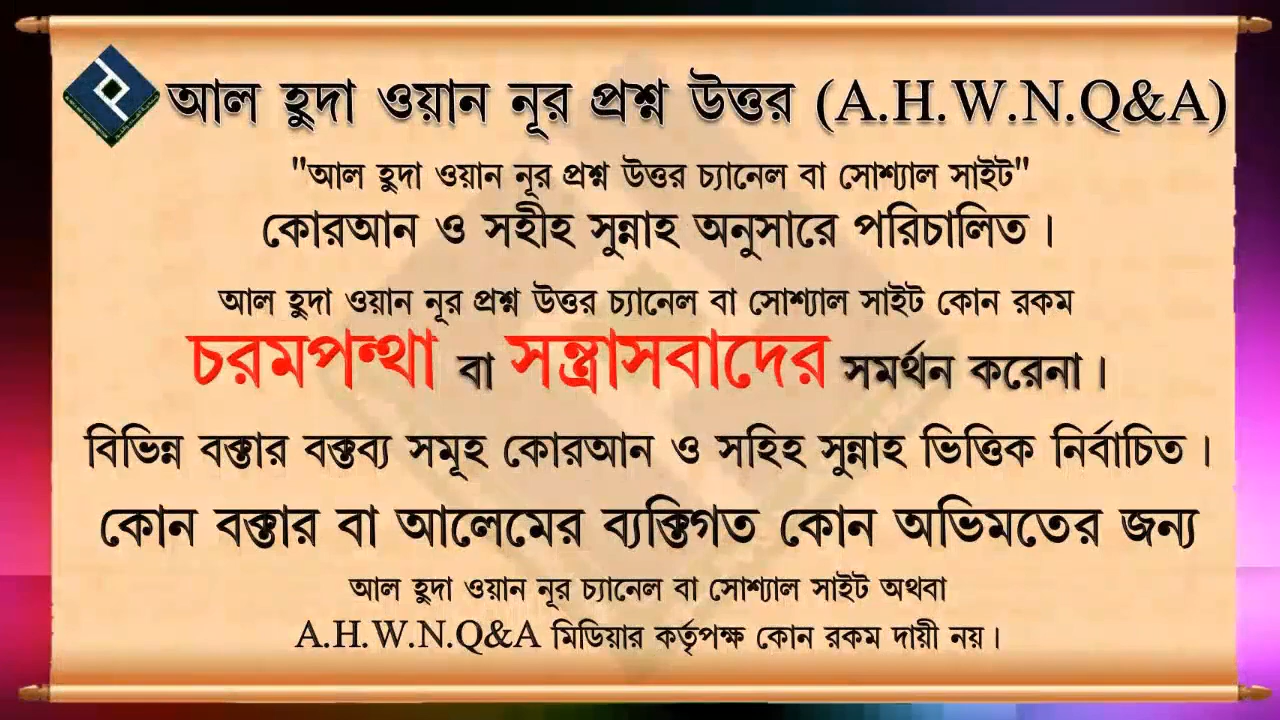 আল হুদা ওয়ান নূর প্রশ্ন উত্তর (A.H.W.N.Q&A)
"আল হুদা ওয়ান নূর প্রশ্ন উত্তর চ্যানেল বা সোশ্যাল সাইট"
কোরআন ও সহীহ সুন্নাহ অনুসারে পরিচালিত।
আল হুদা ওয়ান নূর প্রশ্ন উত্তর চ্যানেল বা সোশ্যাল সাইট কোন রকম
চরমপন্থা বা সন্ত্রাসবাদের সমর্থন করেনা।
বিভিন্ন বক্তার বক্তব্য সমূহ কোরআন ও সহিহ সুন্নাহ ভিত্তিক নির্বাচিত।
কোন বক্তার বা আলেমের ব্যক্তিগত কোন অভিমতের জন্য
আল হুদা ওয়ান নূর চ্যানেল বা সোশ্যাল সাইট অথবা
A.H.W.N.Q&A মিডিয়ার কর্তৃপক্ষ কোন রকম দায়ী নয়।